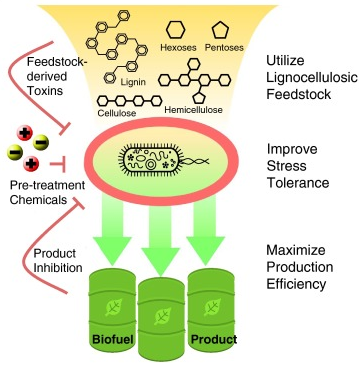 Hexoses
Pentoses
Feedstock-
derived
Toxins
Lignin
Utilize
Lignocellulosic
Feedstock
Cellulose
Hemicellulose
+
−
−
+
Pre-treatment
Chemicals
Improve
Stress
Tolerance
Product
Inhibition
Maximize
Production
Efficiency
Biofuel
Product